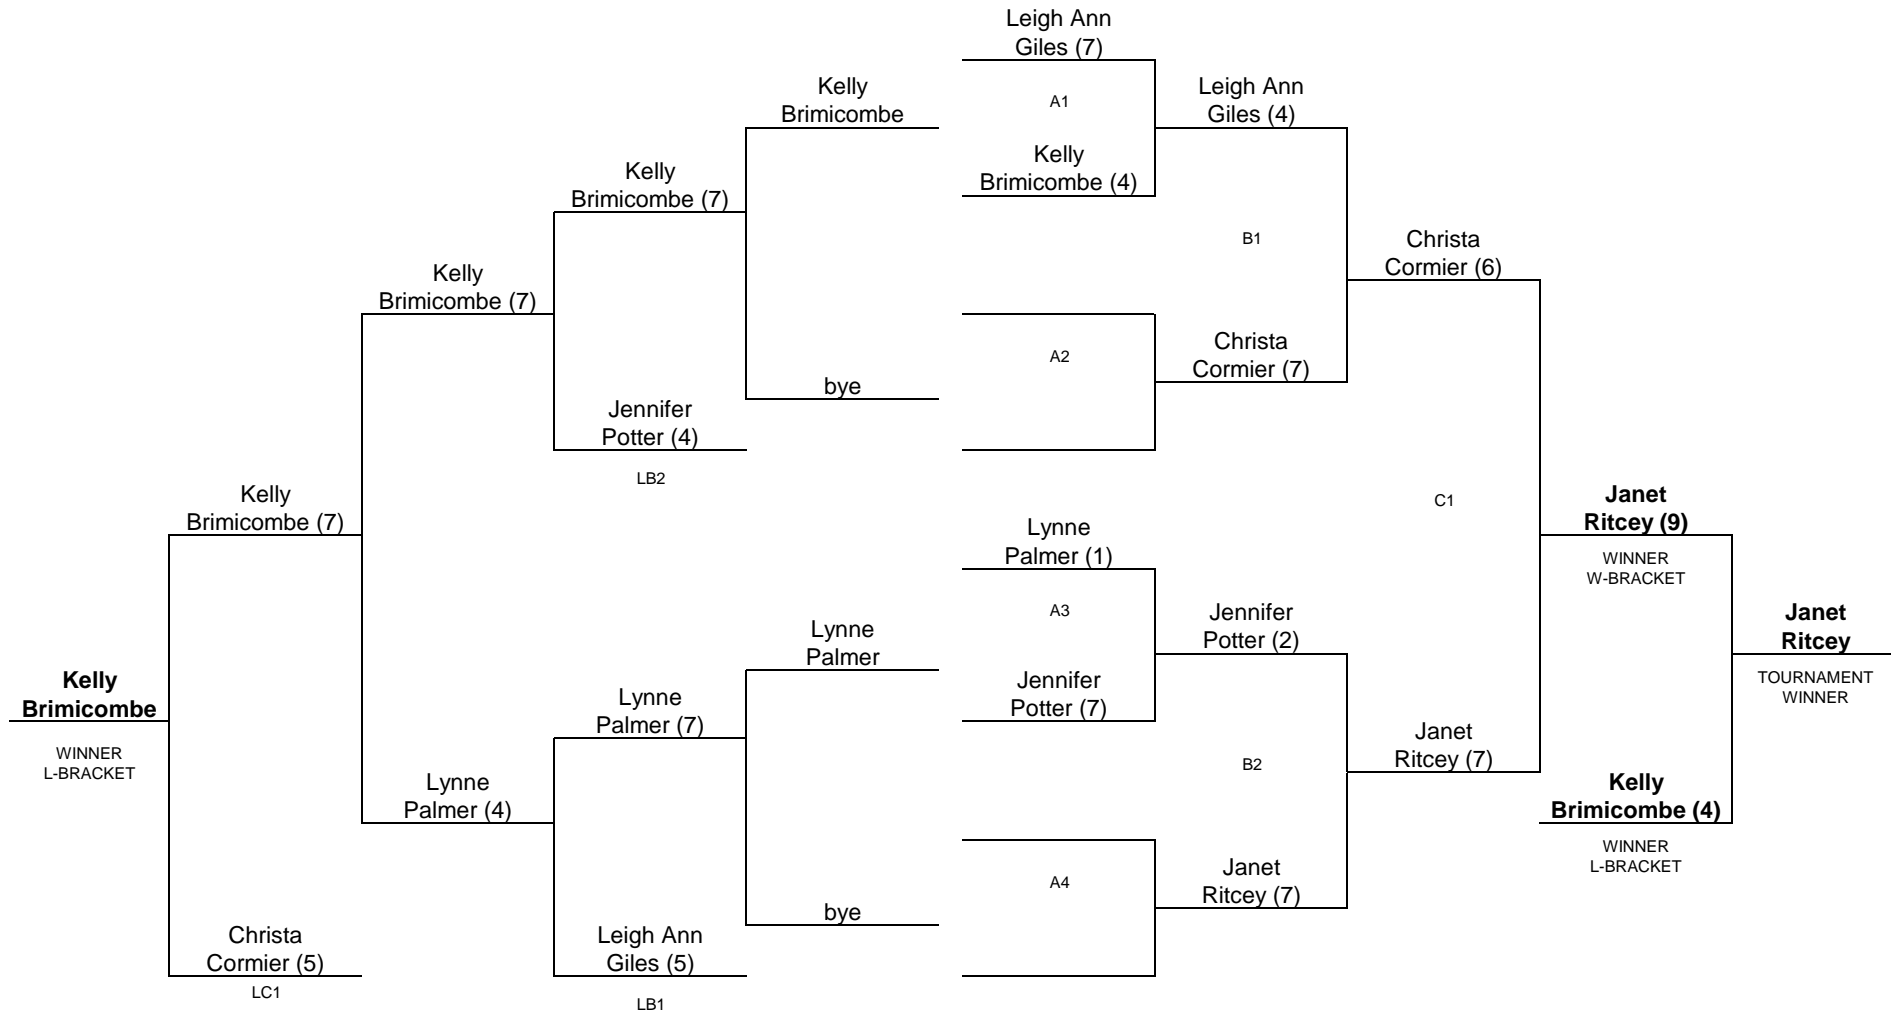 Leigh Ann
Giles (7)
A1
Kelly
Brimicombe (4)
Leigh Ann
Giles (4)
B1
A2
Christa
Cormier (7)
Christa
Cormier (6)
C1
Lynne
Palmer (1)
A3
Jennifer
Potter (7)
Jennifer
Potter (2)
B2
A4
Janet
Ritcey (7)
Janet
Ritcey (7)
Janet
Ritcey (9)
WINNER
W-BRACKET
Kelly
Brimicombe (4)
WINNER
L-BRACKET
Janet
Ritcey
TOURNAMENT
WINNER
Kelly
Brimicombe
bye
Kelly
Brimicombe (7)
Jennifer
Potter (4)
LB2
Kelly
Brimicombe (7)
Lynne
Palmer
bye
Lynne
Palmer (7)
Leigh Ann
Giles (5)
LB1
Lynne
Palmer (4)
Kelly
Brimicombe (7)
Christa
Cormier (5)
LC1
Kelly
Brimicombe
WINNER
L-BRACKET